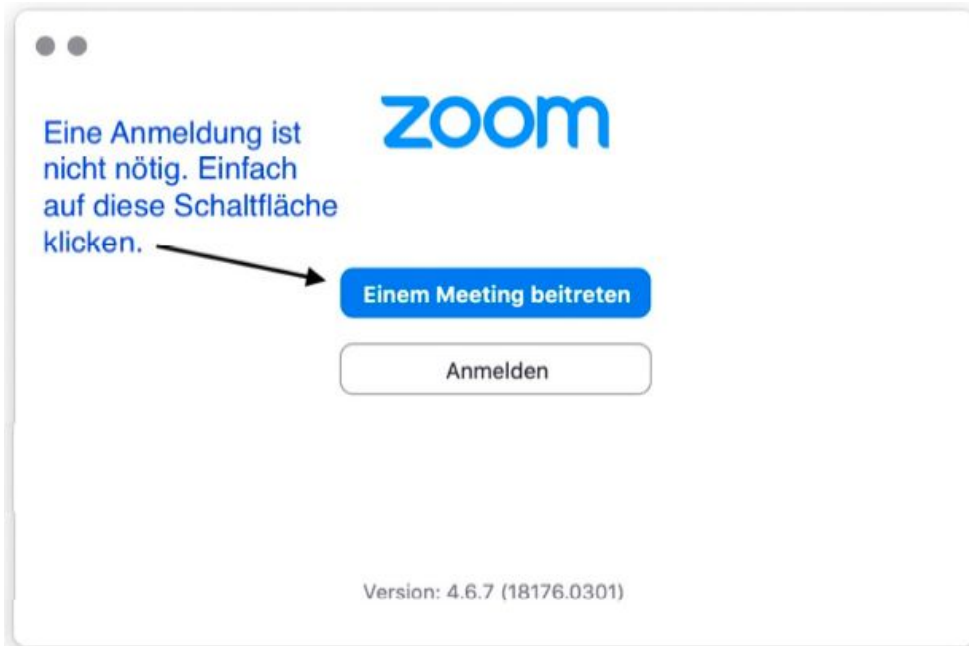 zoom
Eine Anmeldung ist
nicht nötig. Einfach
auf diese Schaltfläche
klicken.
Einem Meeting beitreten
Anmelden
Version: 4.6.7 (18176.0301)